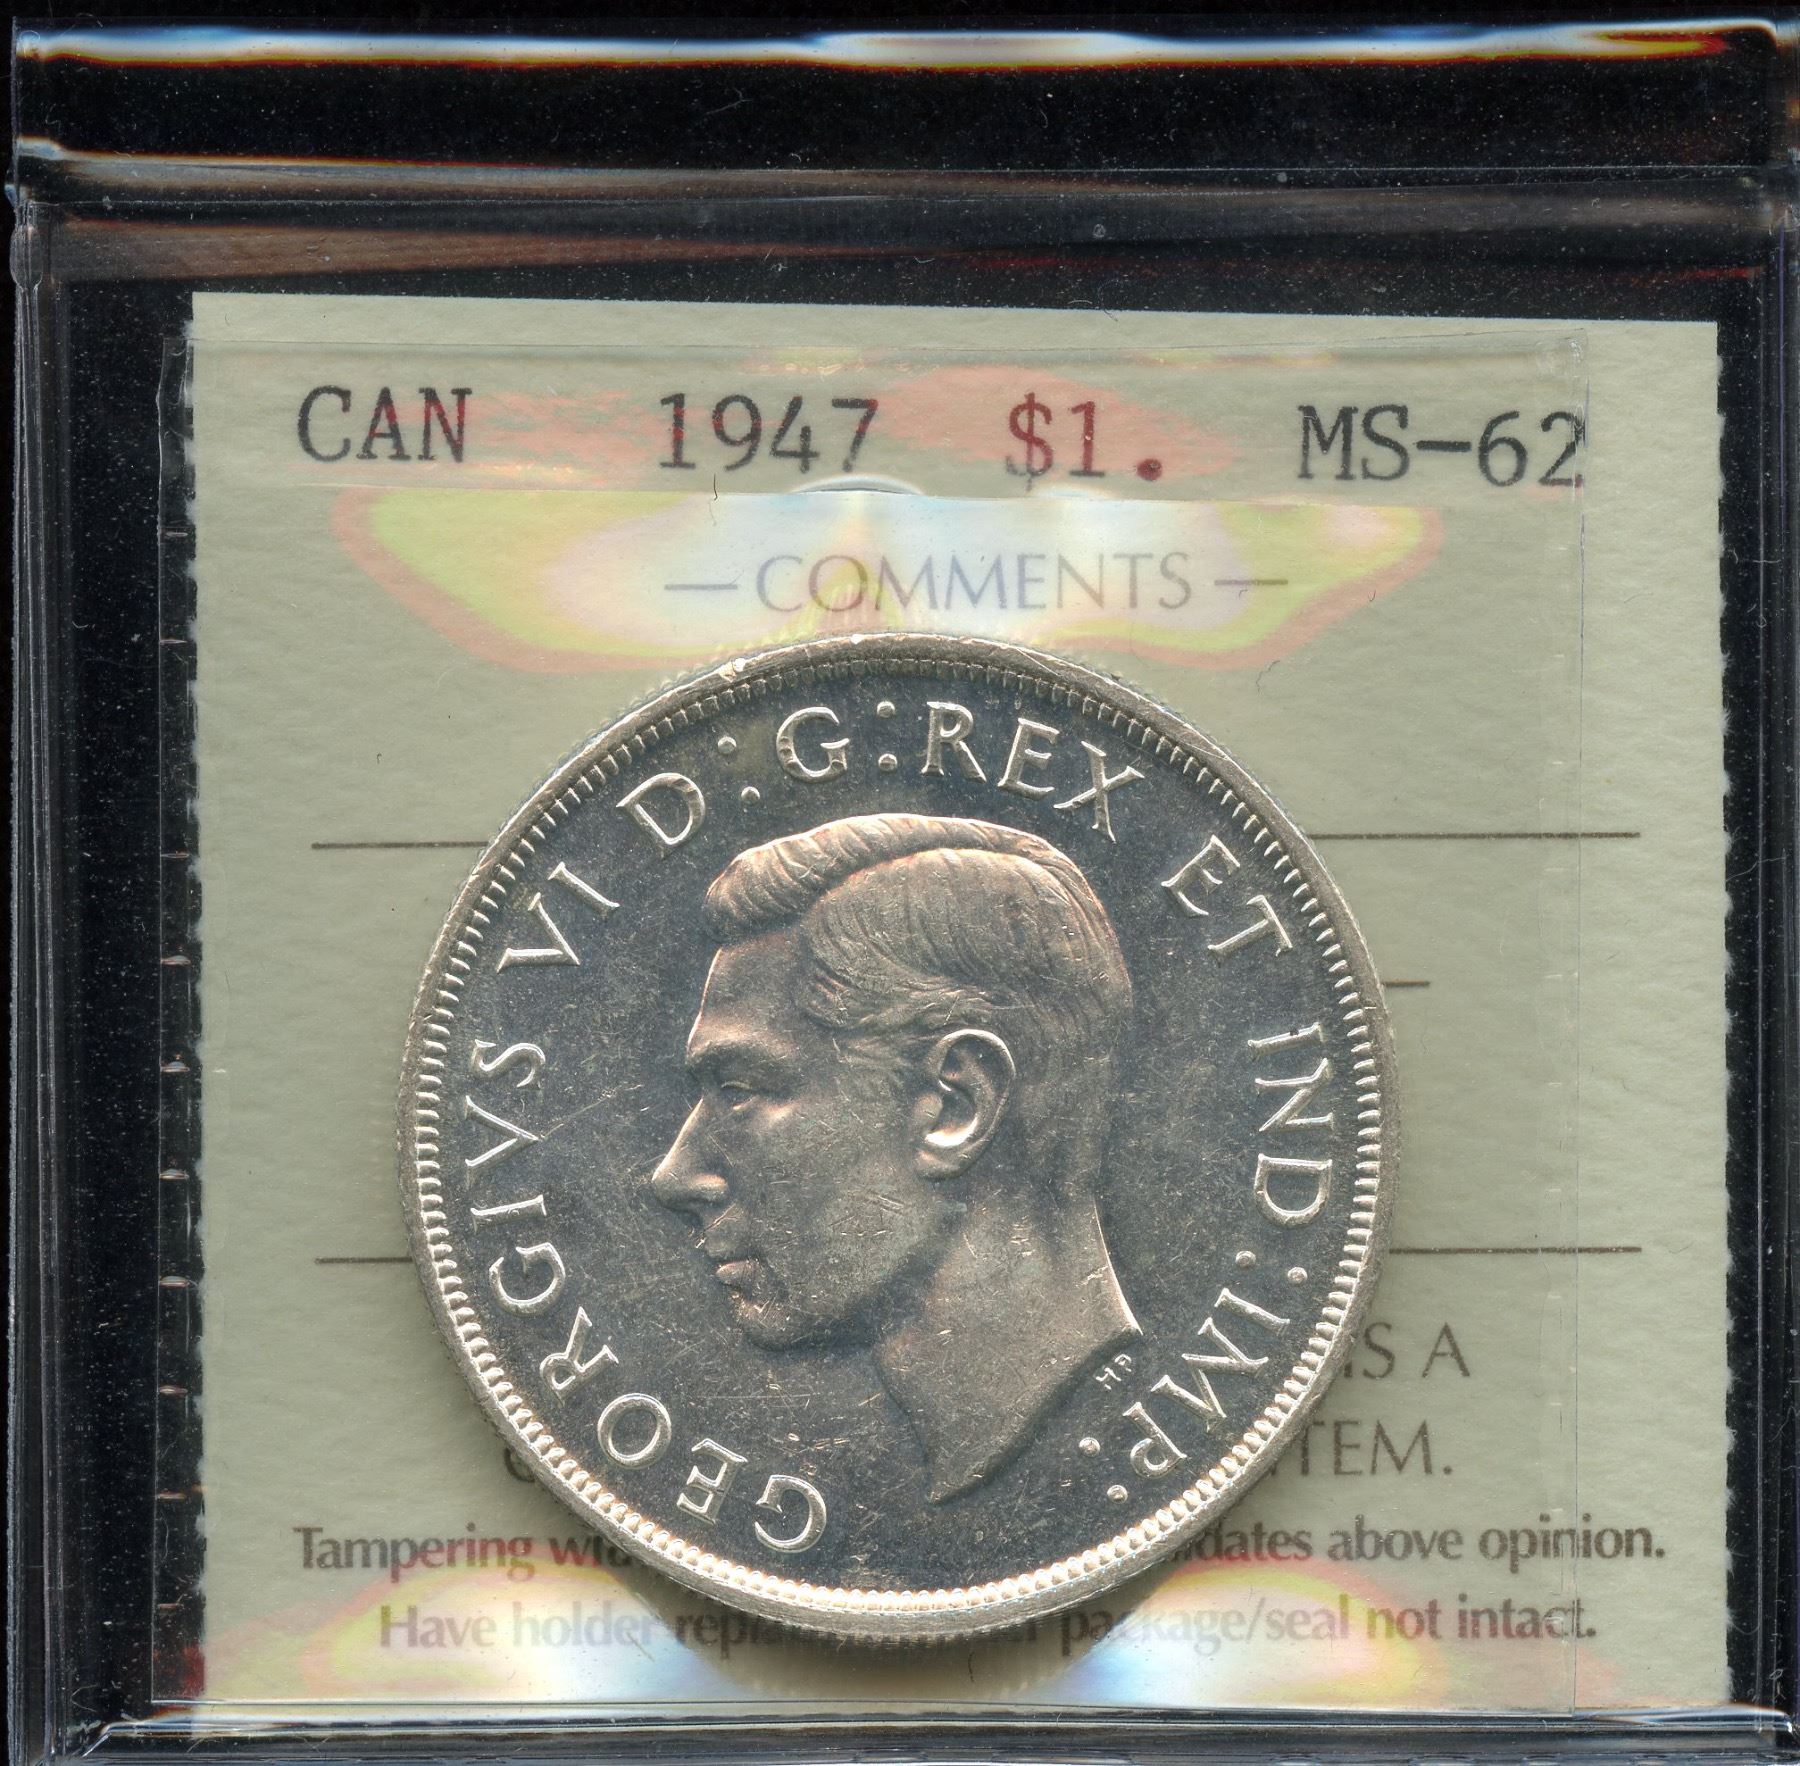 CAN 1947 $1. MS-62
— COMMENTS —
GEORGIVS VI D:G:REX ET IND:IMP:
HP
IS A
ITEM.
Tampering dates above opinion.
Have holder package/seal not intact.